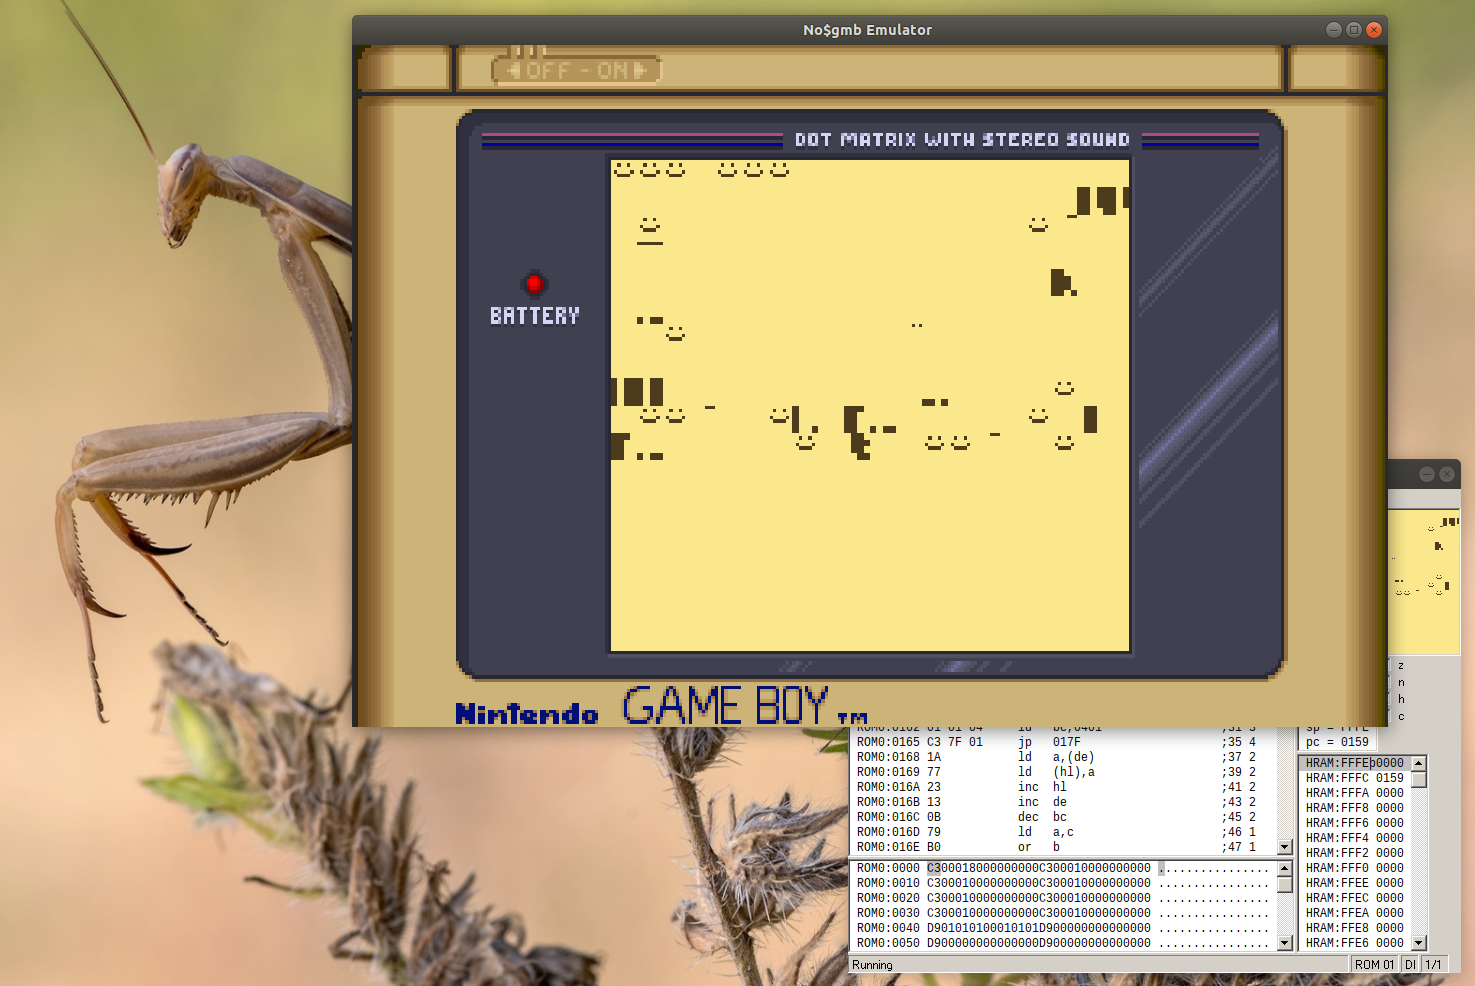 No$gmb Emulator
OFF - ON
DOT MATRIX WITH STEREO SOUND
BATTERY
Nintendo GAME BOY TM
z
n
h
c
pc = 0159
ROM0:0165 C3 7F 01 jp 017F ;35 4
ROM0:0168 1A ld a,(de) ;37 2
ROM0:0169 77 ld (hl),a ;39 2
ROM0:016A 23 inc hl ;41 2
ROM0:016B 13 inc de ;43 2
ROM0:016C 0B dec bc ;45 2
ROM0:016D 79 ld a,c ;46 1
ROM0:016E B0 or b ;47 1
ROM0:0000 C300018000000000C300010000000000 ................
ROM0:0010 C300010000000000C300010000000000 ................
ROM0:0020 C300010000000000C300010000000000 ................
ROM0:0030 C300010000000000C300010000000000 ................
ROM0:0040 D901010100010101D900000000000000 ................
ROM0:0050 D900000000000000D900000000000000 ................
HRAM:FFFEþ0000
HRAM:FFFC 0159
HRAM:FFFA 0000
HRAM:FFF8 0000
HRAM:FFF6 0000
HRAM:FFF4 0000
HRAM:FFF2 0000
HRAM:FFF0 0000
HRAM:FFEE 0000
HRAM:FFEC 0000
HRAM:FFEA 0000
HRAM:FFE8 0000
HRAM:FFE6 0000
Running ROM 01 DI 1/1